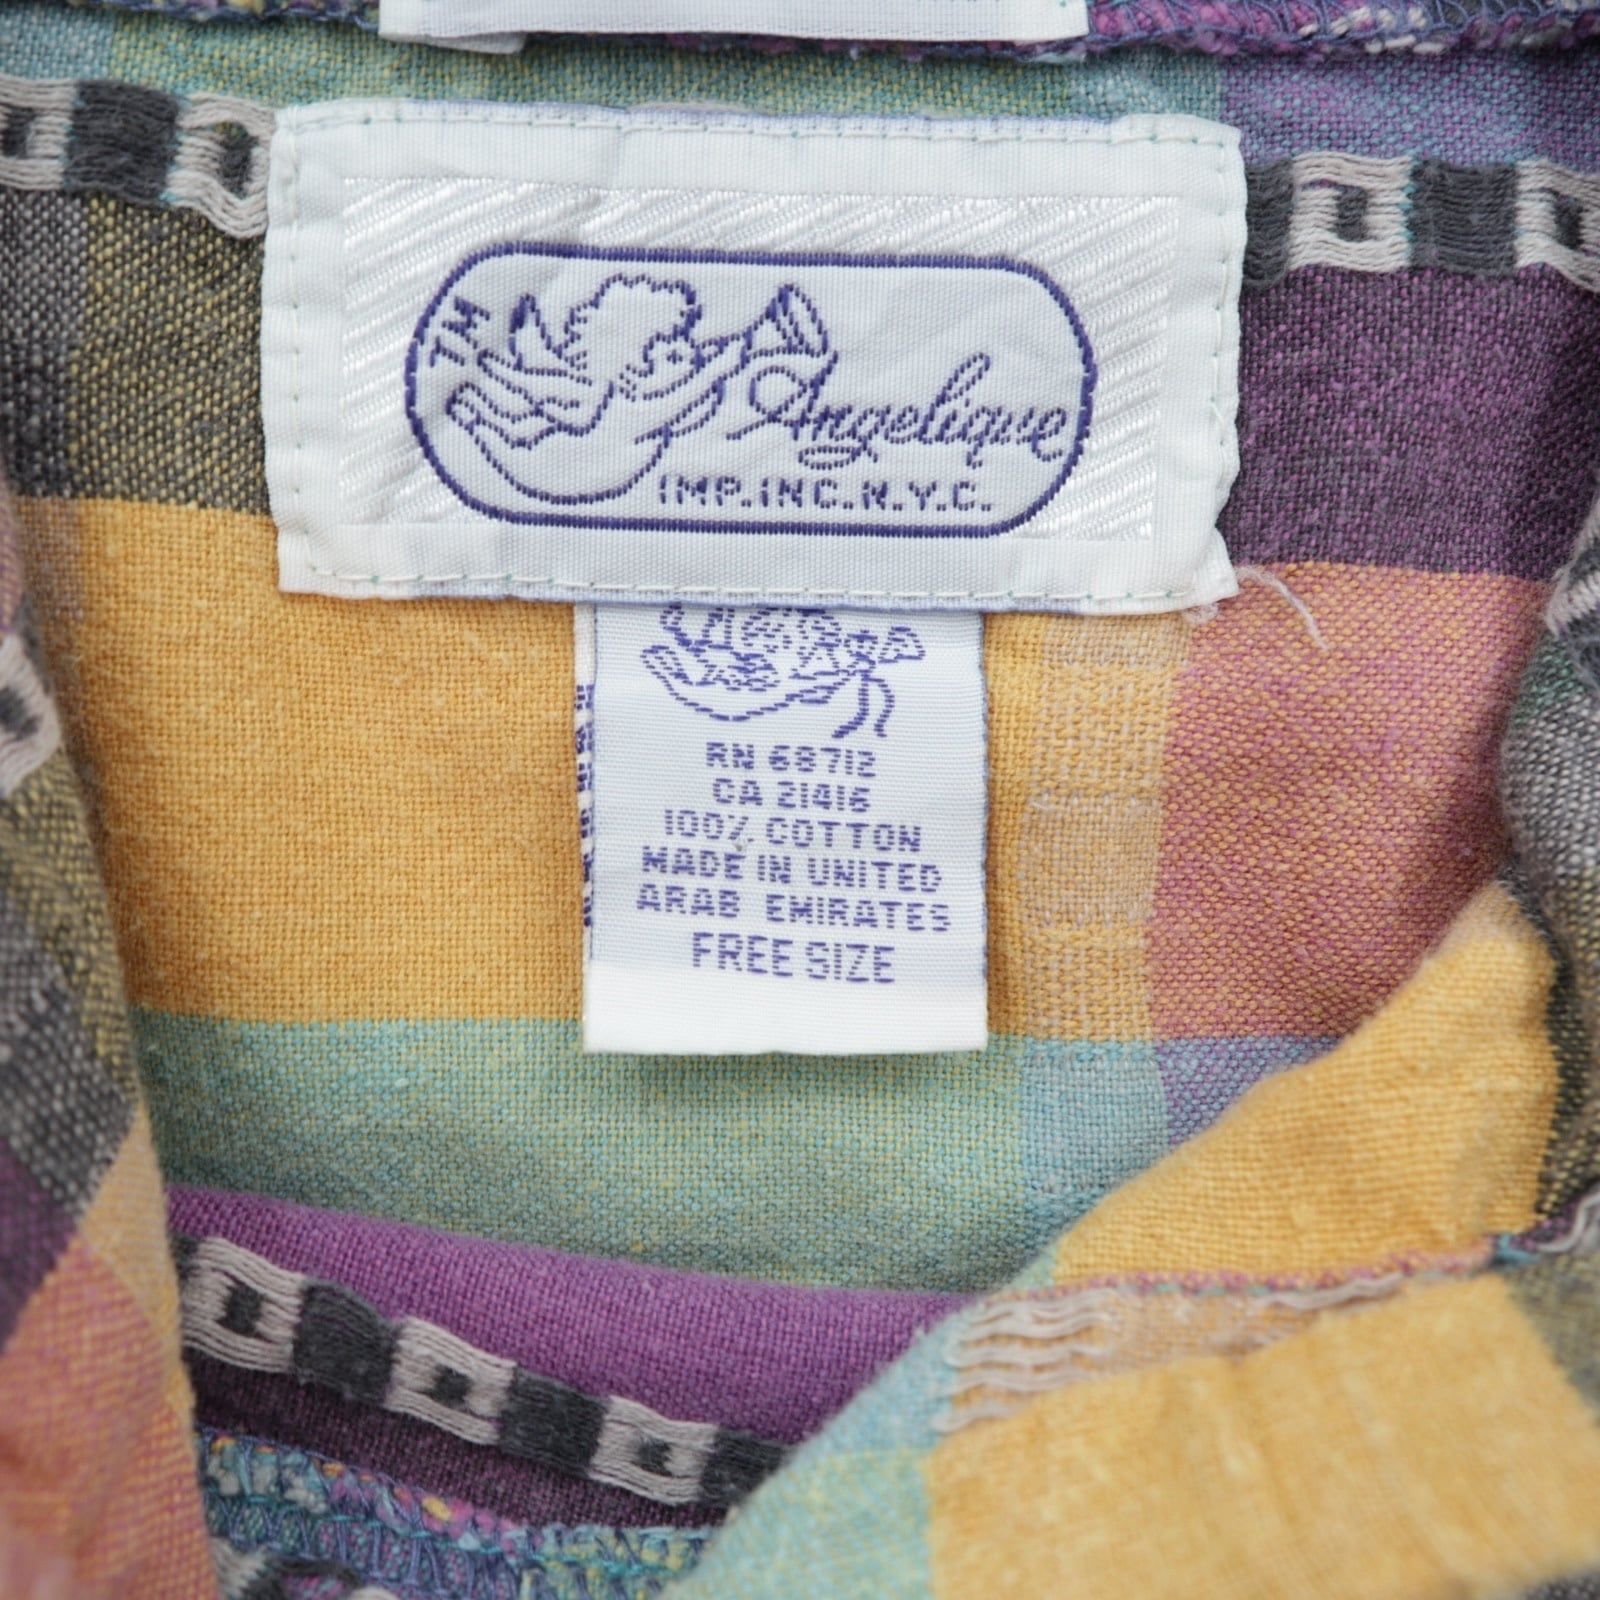 TM
Angelique
IMP.INC.N.Y.C.
RN 68712
CA 21416
100% COTTON
MADE IN UNITED
ARAB EMIRATES
FREE SIZE